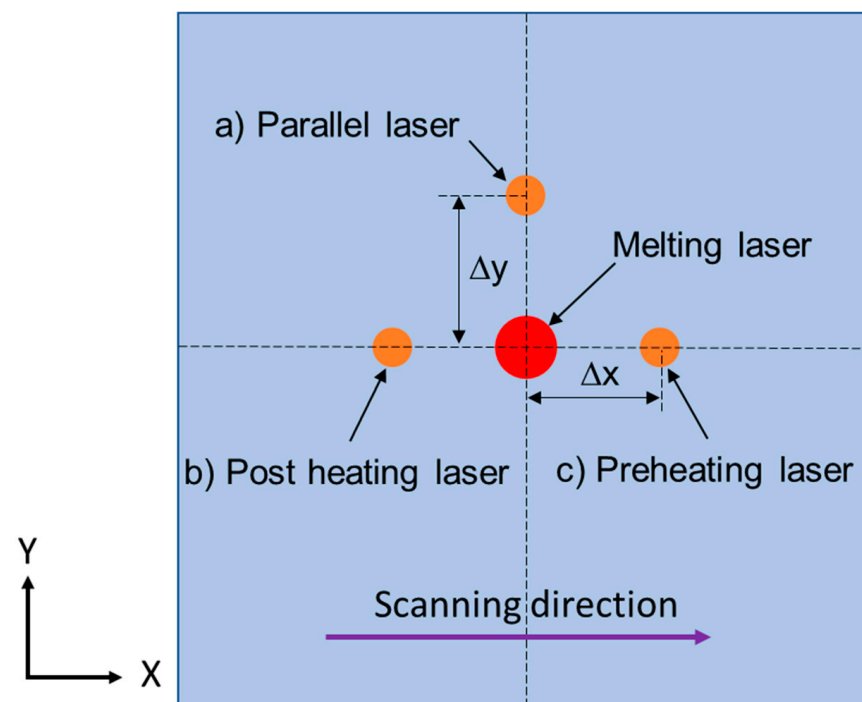 a) Parallel laser
Melting laser
Δy
Δx
b) Post heating laser
c) Preheating laser
Y
Scanning direction
X